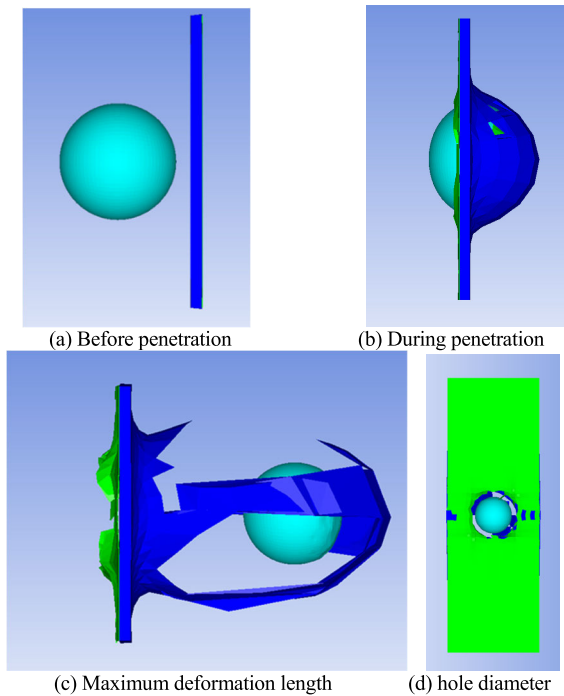 (a) Before penetration
(b) During penetration
(c) Maximum deformation length
(d) hole diameter